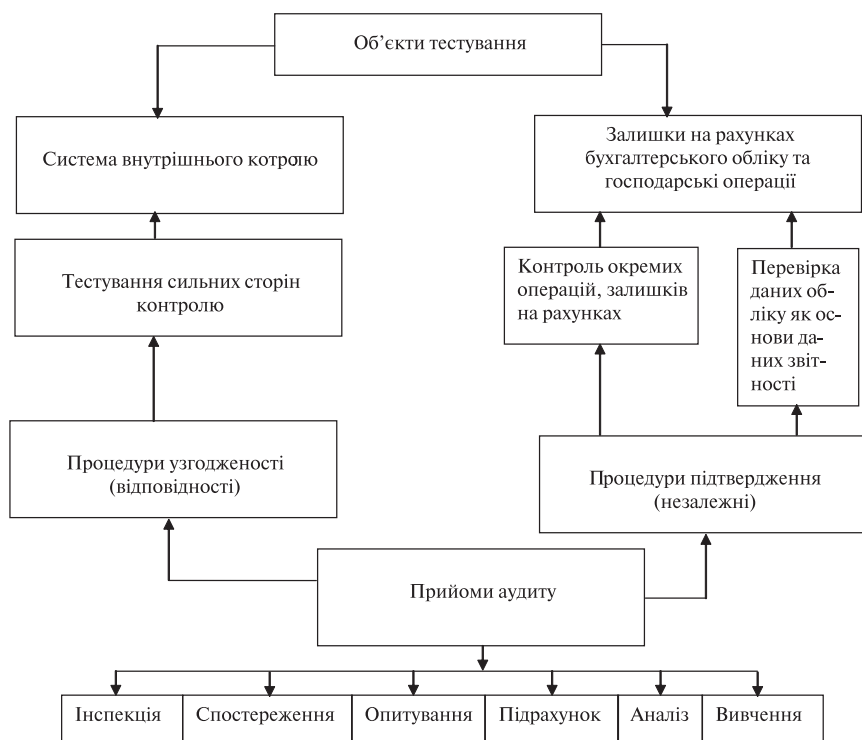 Об’єкти тестування
Система внутрішнього котролю
Залишки на рахунках
бухгалтерського обліку та
господарські операції
Тестування сильних сторін
контролю
Контроль окремих
операцій, залишків
на рахунках
Перевірка
даних об-
ліку як ос-
нови да-
них звіт-
ності
Процедури узгодженості
(відповідності)
Процедури підтвердження
(незалежні)
Прийоми аудиту
Інспекція Спостереження Опитування Підрахунок Аналіз Вивчення